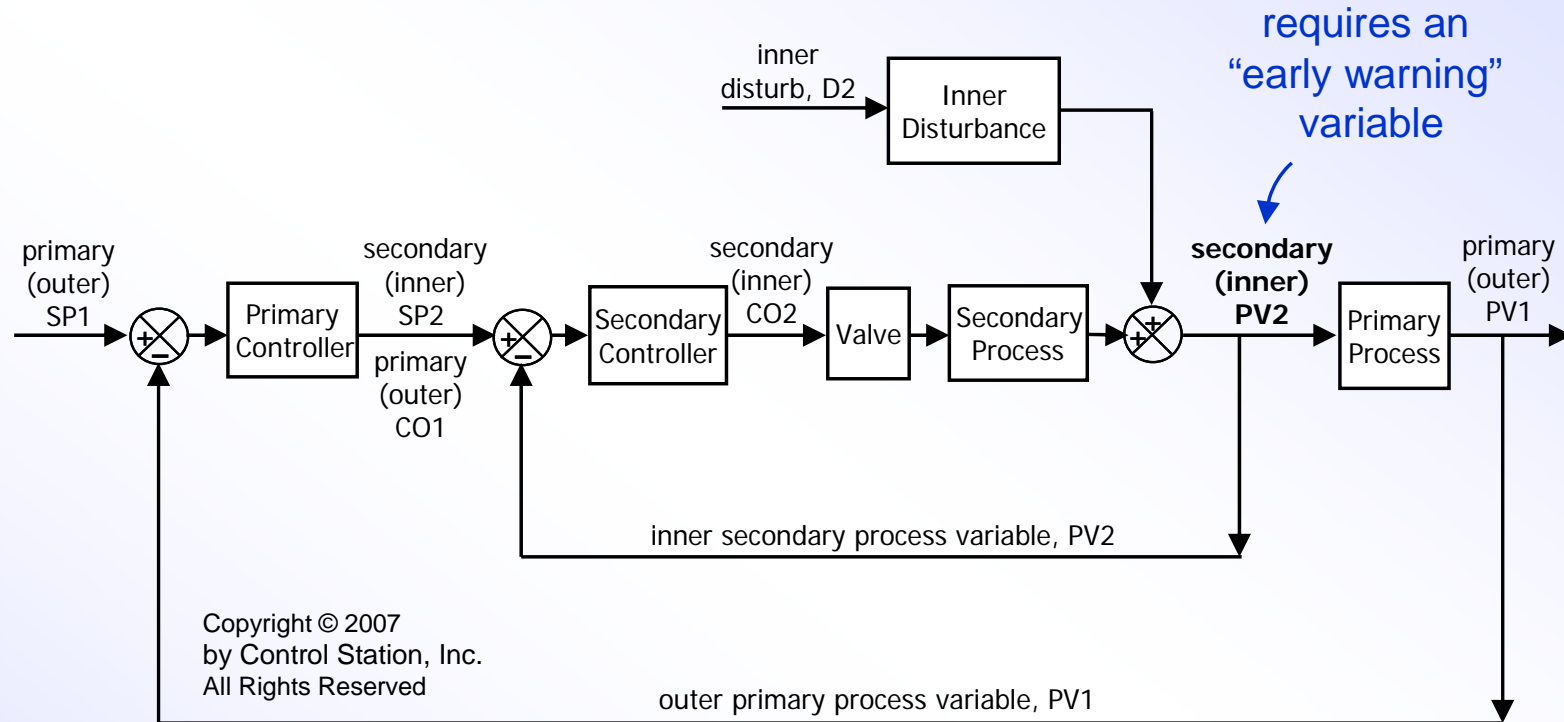 requires an
“early warning”
variable
inner
disturb, D2
Inner
Disturbance
primary
(outer)
SP1
+
–
Primary
Controller
secondary
(inner)
SP2
primary
(outer)
CO1
+
–
Secondary
Controller
secondary
(inner)
CO2
Valve
Secondary
Process
+
+
secondary
(inner)
PV2
Primary
Process
primary
(outer)
PV1
inner secondary process variable, PV2
Copyright © 2007
by Control Station, Inc.
All Rights Reserved
outer primary process variable, PV1